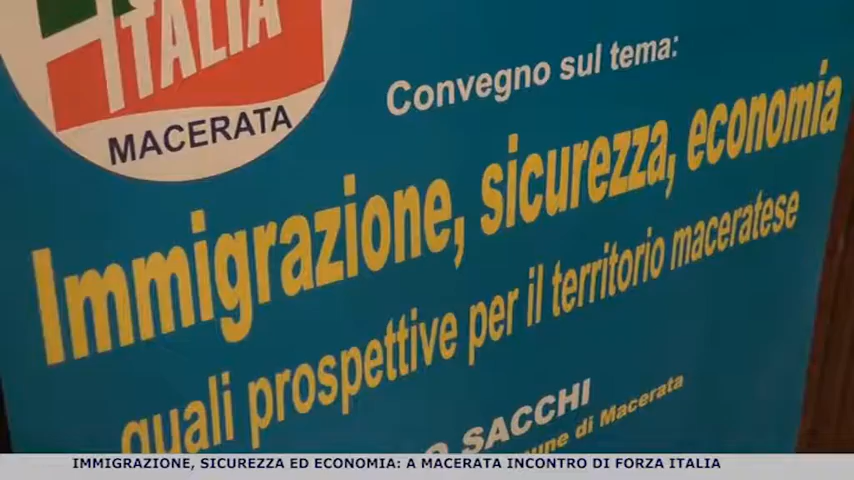 ITALIA
MACERATA
Convegno sul tema:
Immigrazione, sicurezza, economia
quali prospettive per il territorio maceratese
SACCHI
di Macerata
IMMIGRAZIONE, SICUREZZA ED ECONOMIA: A MACERATA INCONTRO DI FORZA ITALIA